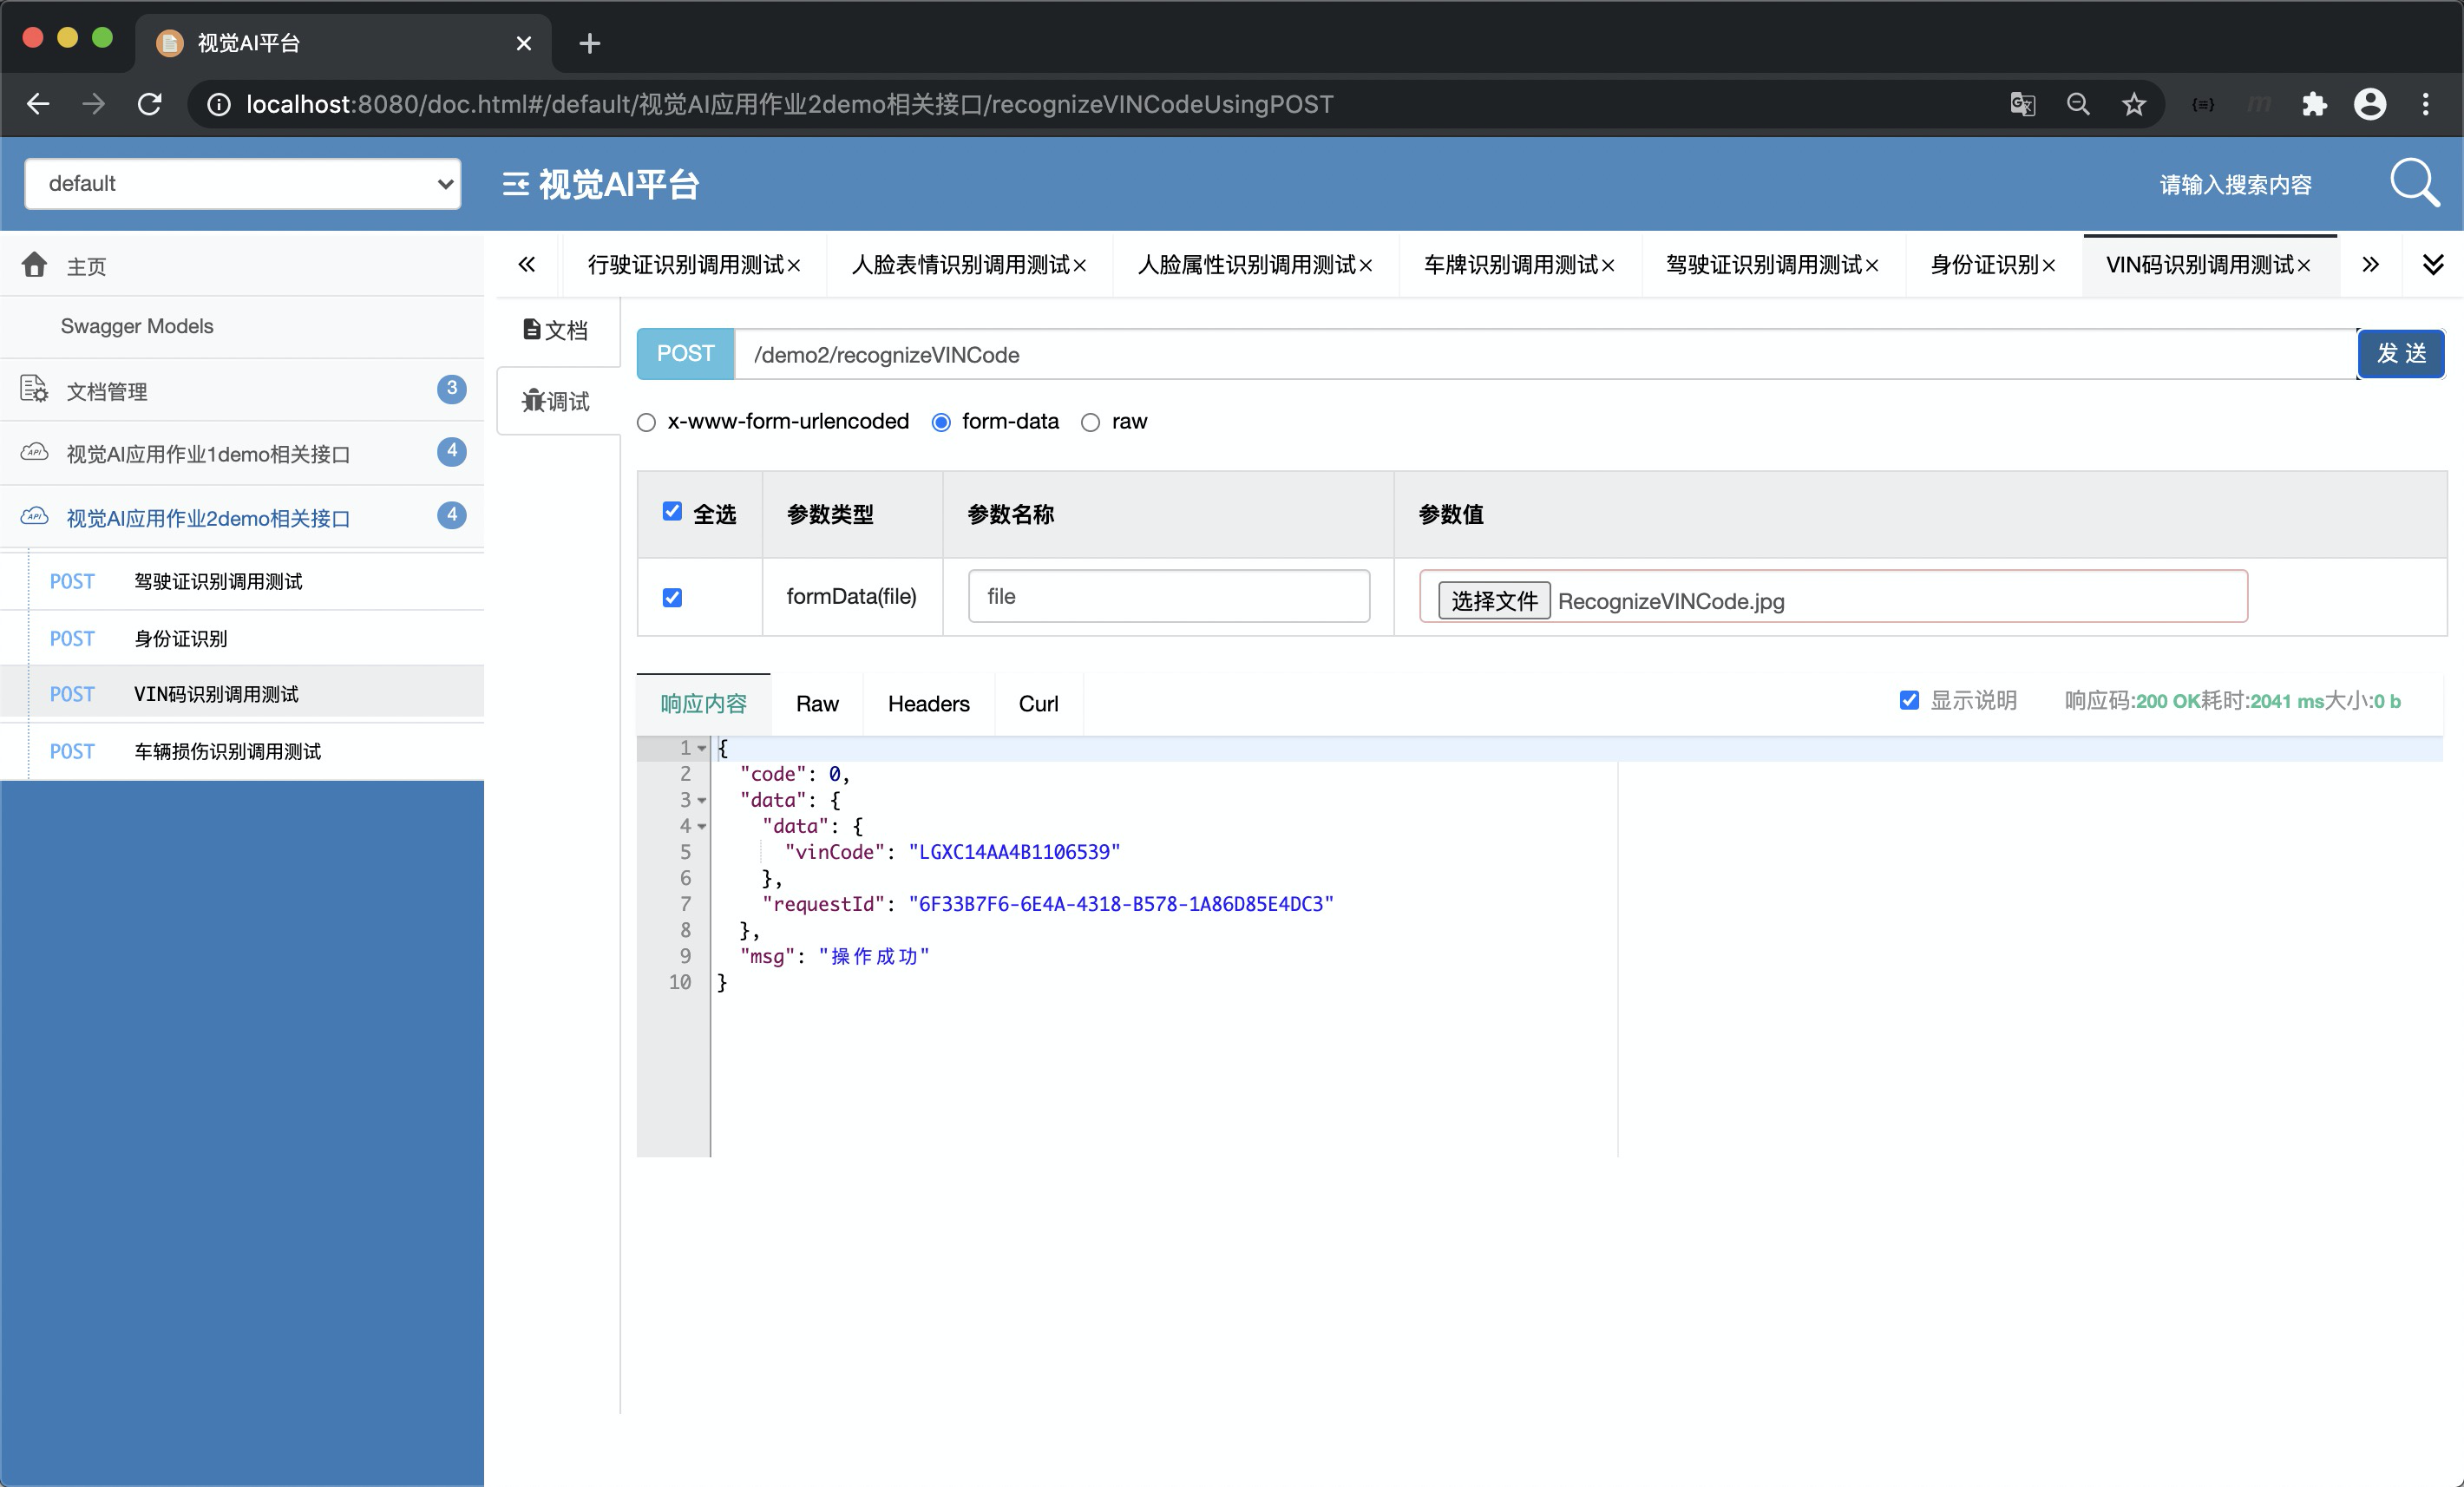 视觉AI平台
localhost:8080/doc.html#/default/视觉AI应用作业2demo相关接口/recognizeVINCodeUsingPOST
default
视觉AI平台
请输入搜索内容
主页
Swagger Models
文档管理 3
视觉AI应用作业1demo相关接口 4
视觉AI应用作业2demo相关接口 4
POST 驾驶证识别调用测试
POST 身份证识别
POST VIN码识别调用测试
POST 车辆损伤识别调用测试
行驶证识别调用测试 人脸表情识别调用测试 人脸属性识别调用测试 车牌识别调用测试 驾驶证识别调用测试 身份证识别 VIN码识别调用测试
文档
调试
POST /demo2/recognizeVINCode 发 送
x-www-form-urlencoded form-data raw
全选 参数类型 参数名称 参数值
formData(file) file 选择文件 RecognizeVINCode.jpg
响应内容 Raw Headers Curl 显示说明 响应码:200 OK耗时:2041 ms大小:0 b
1 {
2 "code": 0,
3 "data": {
4 "data": {
5 "vinCode": "LGXC14AA4B1106539"
6 },
7 "requestId": "6F33B7F6-6E4A-4318-B578-1A86D85E4DC3"
8 },
9 "msg": "操作成功"
10 }